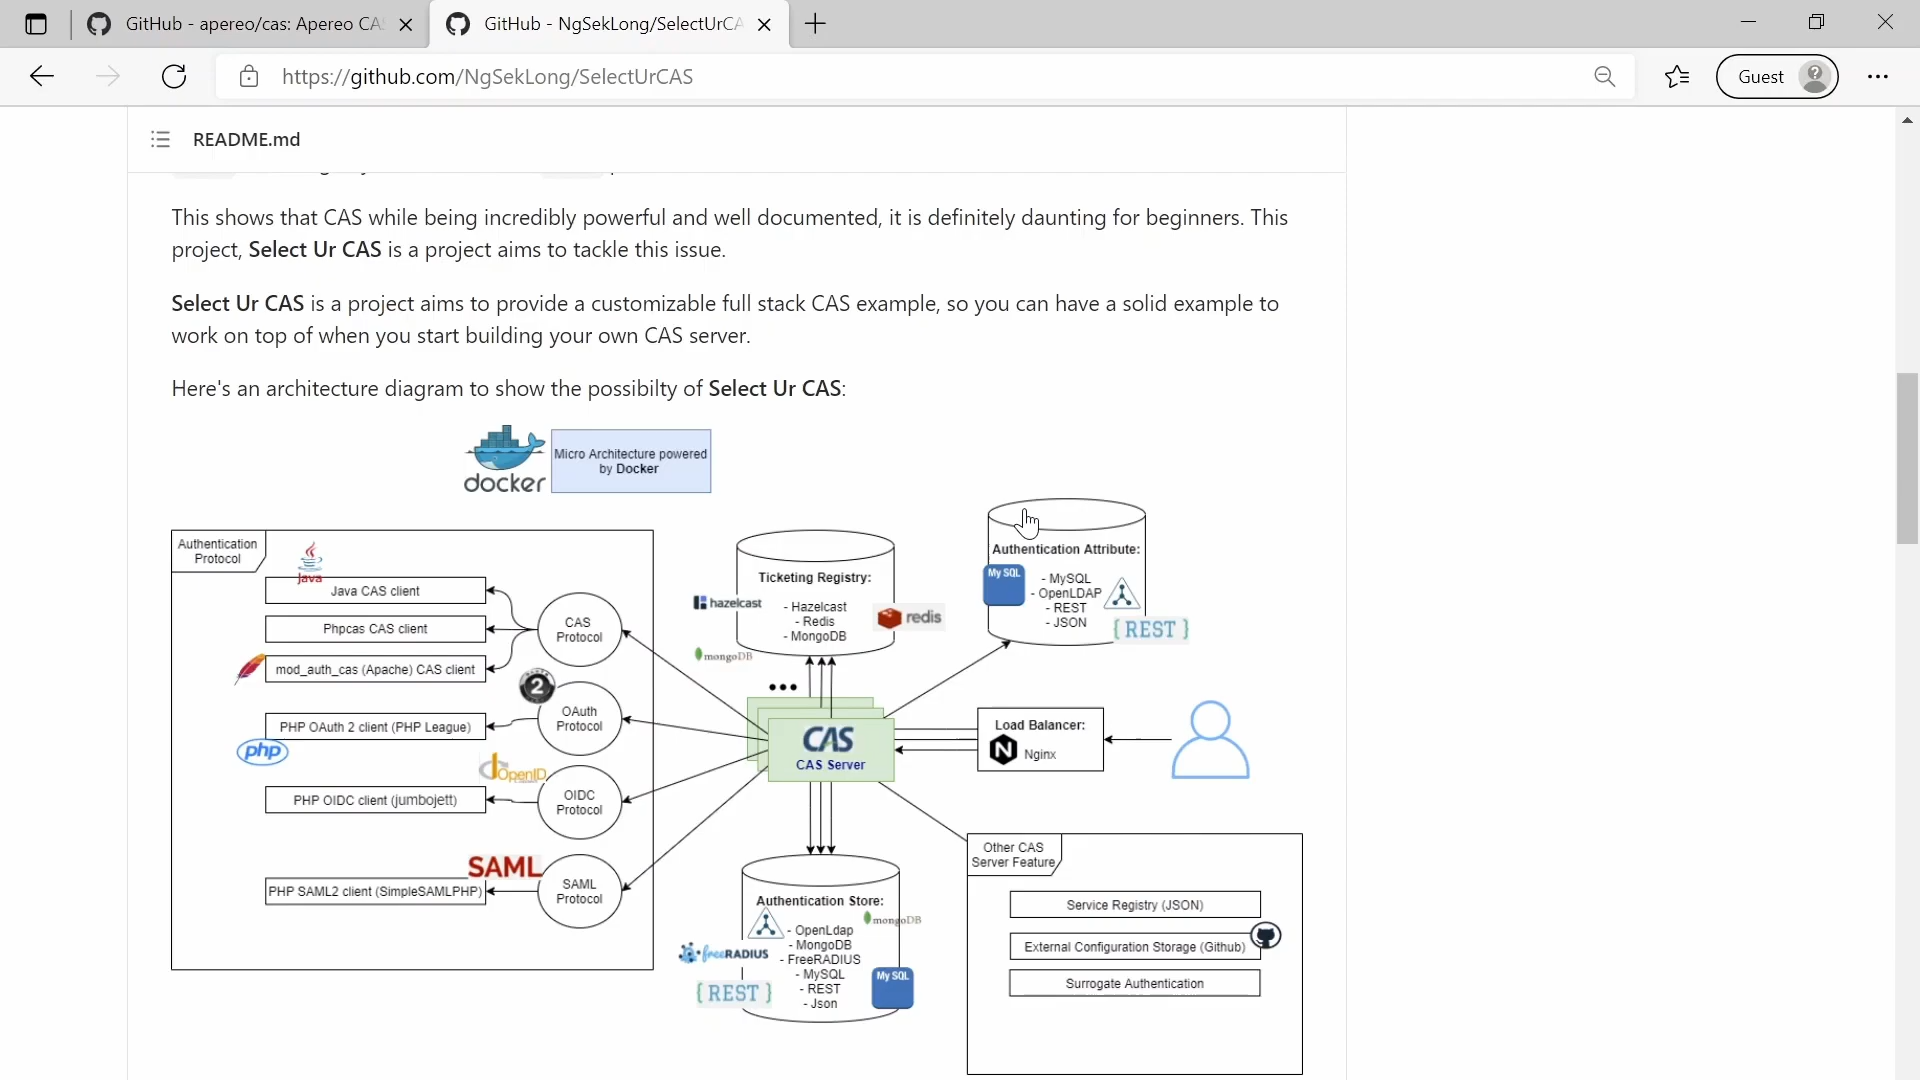 GitHub - apereo/cas: Apereo CA
GitHub - NgSekLong/SelectUrCA
https://github.com/NgSekLong/SelectUrCAS
Guest
README.md
This shows that CAS while being incredibly powerful and well documented, it is definitely daunting for beginners. This
project, Select Ur CAS is a project aims to tackle this issue.
Select Ur CAS is a project aims to provide a customizable full stack CAS example, so you can have a solid example to
work on top of when you start building your own CAS server.
Here's an architecture diagram to show the possibilty of Select Ur CAS:
docker
Micro Architecture powered
by Docker
Authentication
Protocol
Java
Java CAS client
Phpcas CAS client
mod_auth_cas (Apache) CAS client
CAS
Protocol
2
PHP OAuth 2 client (PHP League)
php
OAuth
Protocol
OpenID
PHP OIDC client (jumbojett)
OIDC
Protocol
SAML
PHP SAML2 client (SimpleSAMLPHP)
SAML
Protocol
Ticketing Registry:
hazelcast
- Hazelcast
- Redis
- MongoDB
redis
mongoDB
Authentication Attribute:
My SQL
- MySQL
- OpenLDAP
- REST
- JSON
{ REST }
CAS
CAS Server
Load Balancer:
N
Nginx
Authentication Store:
mongoDB
- OpenLdap
- MongoDB
- FreeRADIUS
- MySQL
- REST
- Json
freeRADIUS
{ REST }
My SQL
Other CAS
Server Feature
Service Registry (JSON)
External Configuration Storage (Github)
Surrogate Authentication